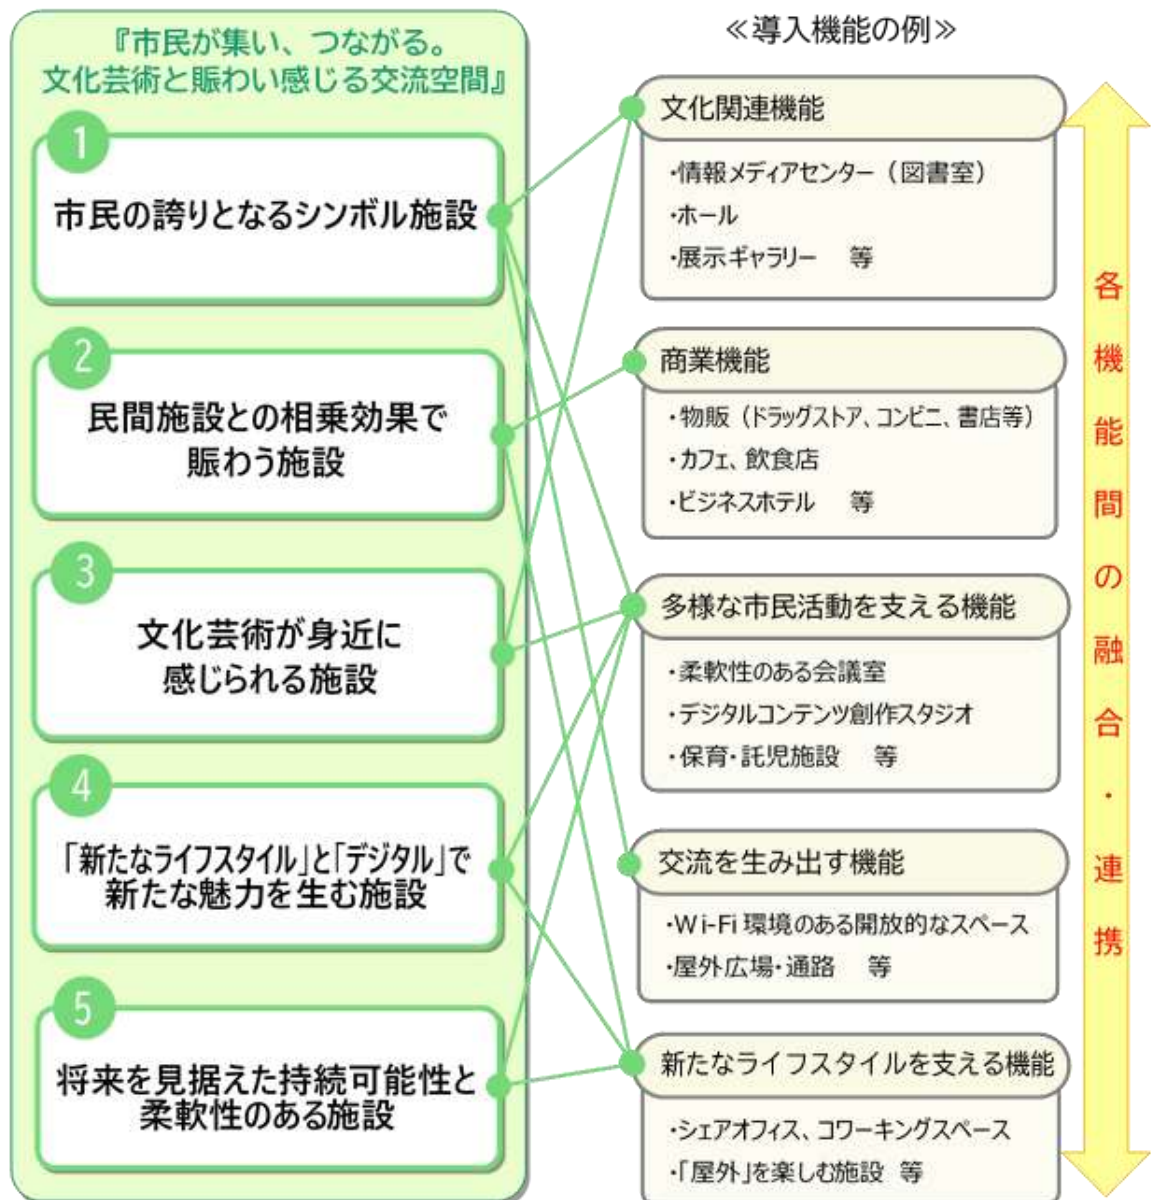 『市民が集い、つながる。
文化芸術と賑わい感じる交流空間』
1
市民の誇りとなるシンボル施設
2
民間施設との相乗効果で
賑わう施設
3
文化芸術が身近に
感じられる施設
4
「新たなライフスタイル」と「デジタル」で
新たな魅力を生む施設
5
将来を見据えた持続可能性と
柔軟性のある施設
≪導入機能の例≫
文化関連機能
・情報メディアセンター（図書室）
・ホール
・展示ギャラリー　等
商業機能
・物販（ドラッグストア、コンビニ、書店等）
・カフェ、飲食店
・ビジネスホテル　等
多様な市民活動を支える機能
・柔軟性のある会議室
・デジタルコンテンツ創作スタジオ
・保育・託児施設　等
交流を生み出す機能
・Wi-Fi 環境のある開放的なスペース
・屋外広場・通路　等
新たなライフスタイルを支える機能
・シェアオフィス、コワーキングスペース
・「屋外」を楽しむ施設 等
各機能間の融合・連携